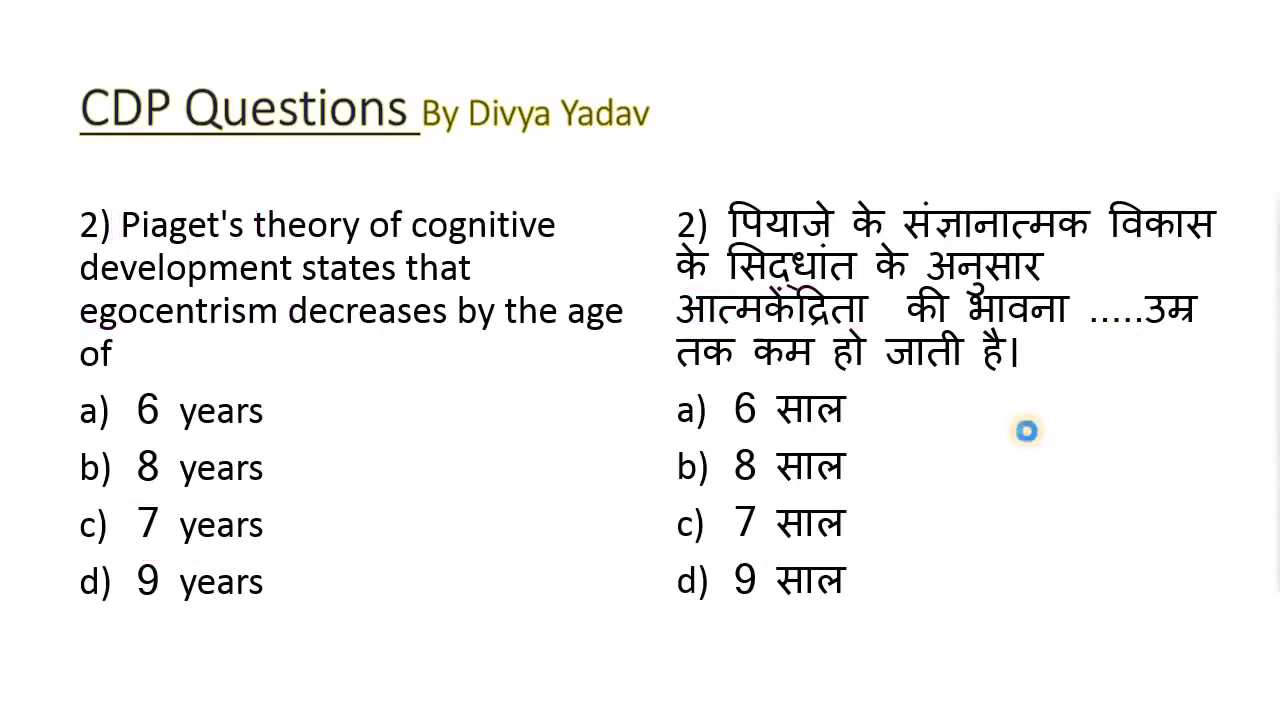 CDP Questions By Divya Yadav
2) Piaget's theory of cognitive
development states that
egocentrism decreases by the age
of
a) 6 years
b) 8 years
c) 7 years
d) 9 years
2) पियाजे के संज्ञानात्मक विकास
के सिद्धांत के अनुसार
आत्मकेंद्रिता की भावना .....उम्र
तक कम हो जाती है।
a) 6 साल
b) 8 साल
c) 7 साल
d) 9 साल